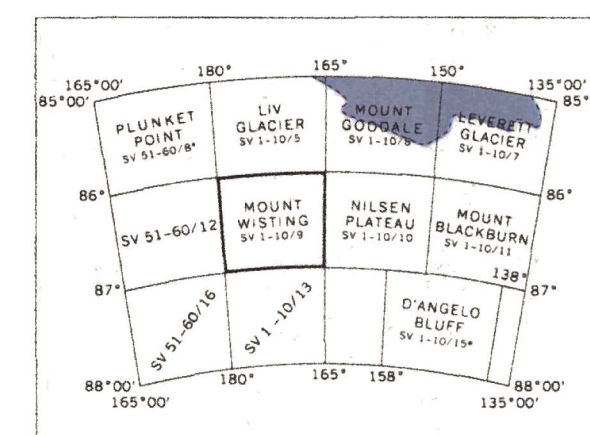 180°
165°
150°
165°00'
135°00'
85°00'
85°
PLUNKET
POINT
SV 51-60/8*
LIV
GLACIER
SV 1-10/5
MOUNT
GOODALE
SV 1-10/6
LEVERETT
GLACIER
SV 1-10/7
86°
86°
SV 51-60/12
MOUNT
WISTING
SV 1-10/9
NILSEN
PLATEAU
SV 1-10/10
MOUNT
BLACKBURN
SV 1-10/11
138°
87°
87°
SV 51-60/16
SV 1-10/13
D'ANGELO
BLUFF
SV 1-10/15*
88°00'
165°00'
180°
165°
158°
88°00'
135°00'